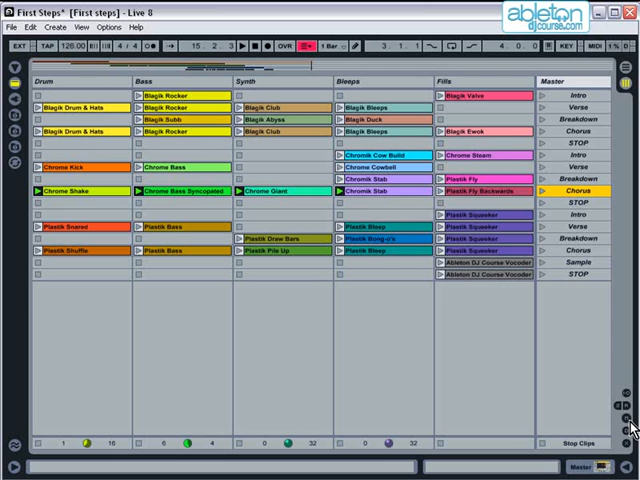 First Steps* [First steps] - Live 8
ableton
djcourse.com
File Edit Create View Options Help
EXT TAP 126.00 4 / 4 15. 2. 3 OVR 1 Bar 3. 1. 1 4. 0. 0 KEY MIDI D
Drum Bass Synth Bleeps Fills Master
Blagik Rocker Blagik Valve Intro
Blagik Drum & Hats Blagik Rocker Blagik Club Blagik Bleeps Verse
Blagik Subb Blagik Abyss Blagik Duck Breakdown
Blagik Drum & Hats Blagik Rocker Blagik Club Blagik Bleeps Blagik Ewok Chorus
STOP
Chromik Cow Build Chrome Steam Intro
Chrome Kick Chrome Bass Chrome Cowbell Verse
Chromik Stab Plastik Fly Breakdown
Chrome Shake Chrome Bass Syncopated Chrome Giant Chromik Stab Plastik Fly Backwards Chorus
STOP
Plastik Squeeker Intro
Plastik Snared Plastik Bass Plastik Bleep Plastik Squeeker Verse
Plastik Draw Bars Plastik Bong-o's Plastik Squeeker Breakdown
Plastik Shuffle Plastik Bass Plastik Pile Up Plastik Bleep Plastik Squeeker Chorus
Ableton DJ Course Vocoder Sample
Ableton DJ Course Vocoder STOP
1 16 6 4 0 32 0 32 Stop Clips
Master